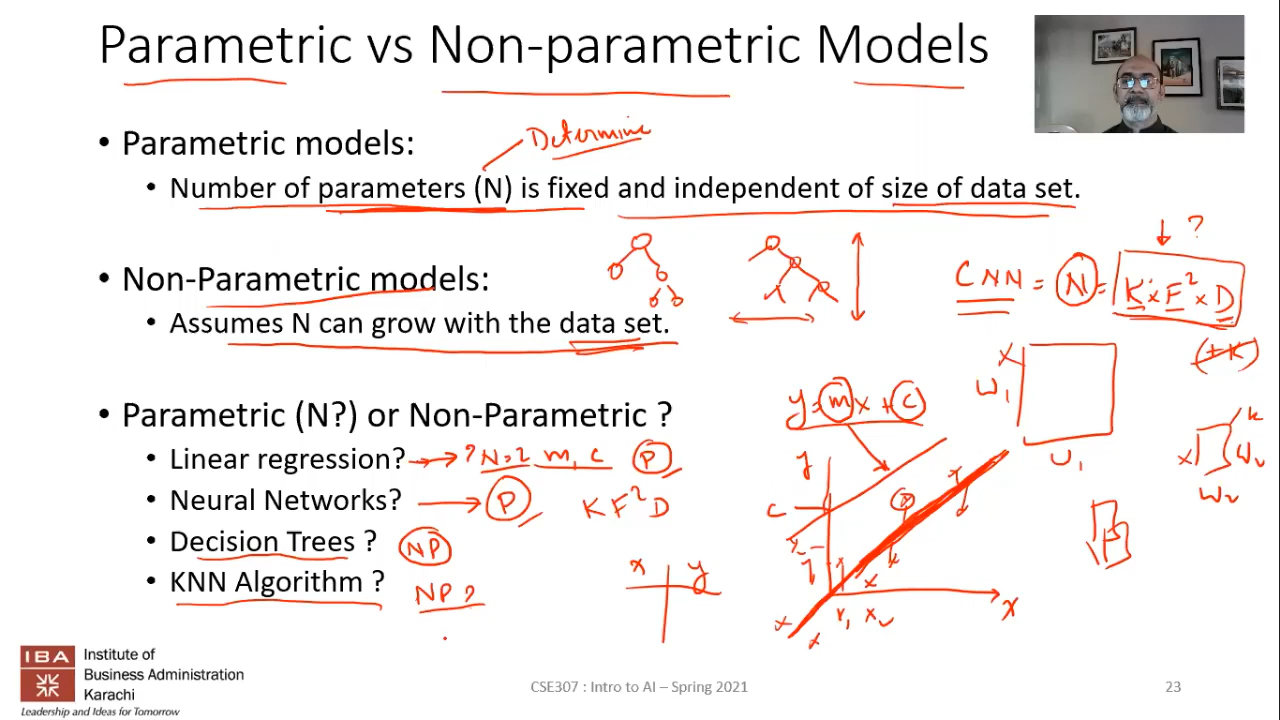 Parametric vs Non-parametric Models
• Parametric models:
Determine
• Number of parameters (N) is fixed and independent of size of data set.
• Non-Parametric models:
• Assumes N can grow with the data set.
CNN = N = K × F² × D
?
(+K)
• Parametric (N?) or Non-Parametric ?
y = mx + c
• Linear regression? → ? N=2 m, c P
• Neural Networks? → P KF²D
• Decision Trees ? NP
• KNN Algorithm ? NP?
x y
y
c
x
IBA
Institute of
Business Administration
Karachi
Leadership and Ideas for Tomorrow
CSE307 : Intro to AI – Spring 2021
23